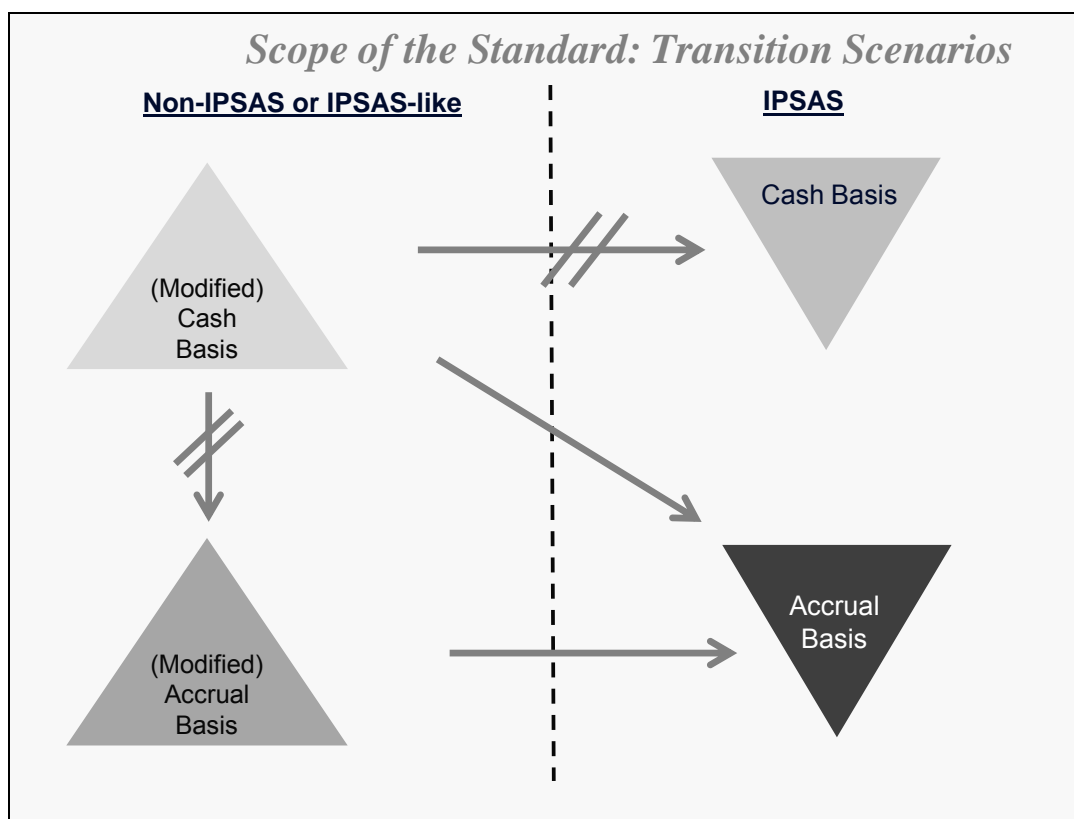 Scope of the Standard: Transition Scenarios
Non-IPSAS or IPSAS-like
IPSAS
Cash Basis
(Modified)
Cash
Basis
Accrual
Basis
(Modified)
Accrual
Basis